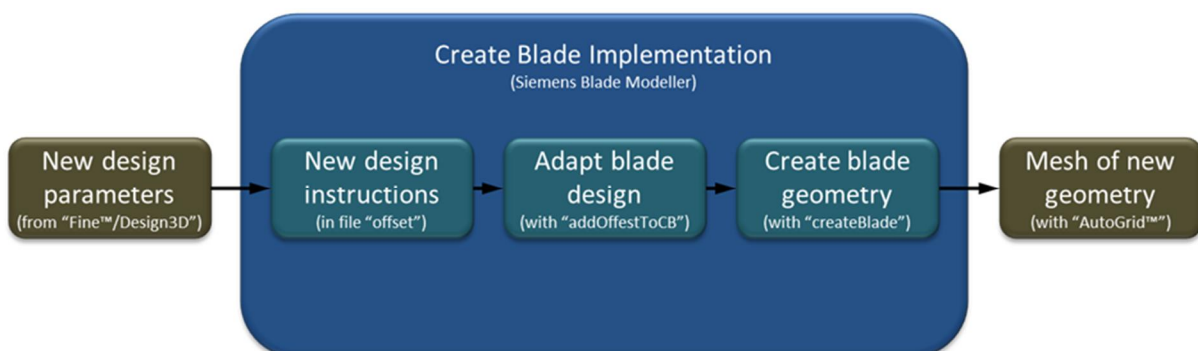 Create Blade Implementation
(Siemens Blade Modeller)
New design
parameters
(from "Fine™/Design3D")
New design
instructions
(in file "offset")
Adapt blade
design
(with "addOffestToCB")
Create blade
geometry
(with "createBlade")
Mesh of new
geometry
(with "AutoGrid™")